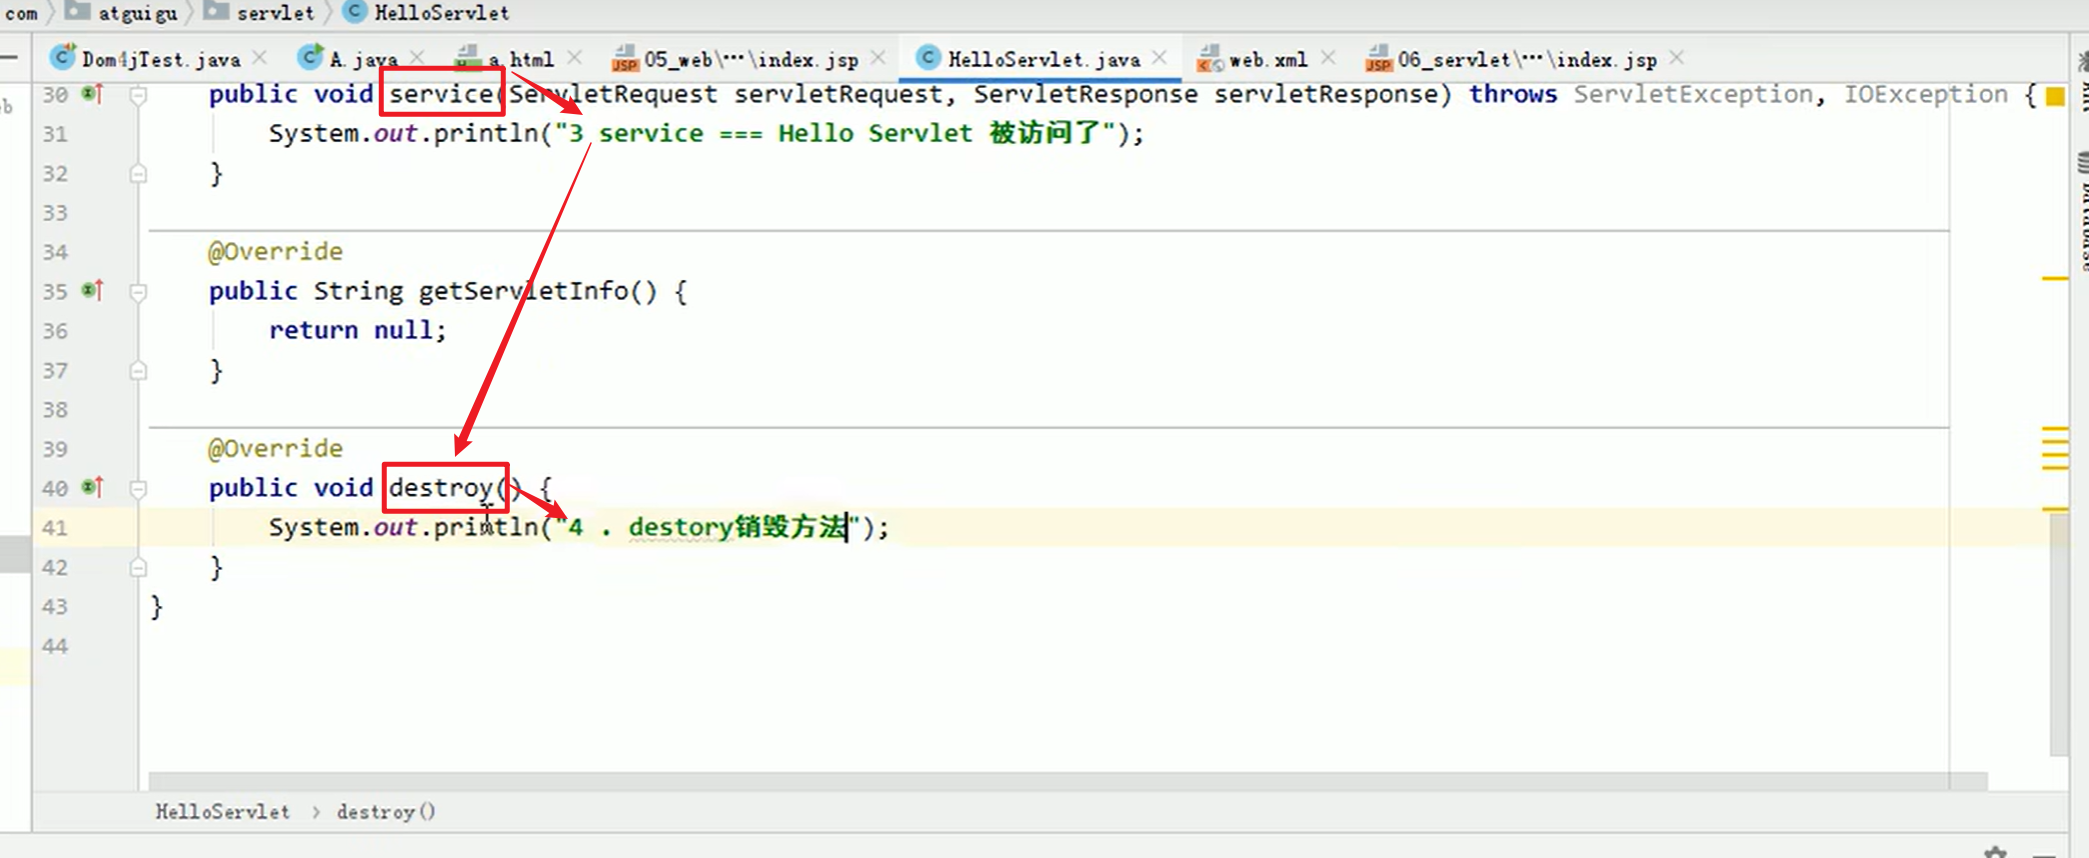 com atguigu servlet HelloServlet
Dom4jTest.java A.java a.html 05_web\…\index.jsp HelloServlet.java web.xml 06_servlet\…\index.jsp
30 public void service(ServletRequest servletRequest, ServletResponse servletResponse) throws ServletException, IOException {
31 System.out.println("3 service === Hello Servlet 被访问了");
32 }
33
34 @Override
35 public String getServletInfo() {
36 return null;
37 }
38
39 @Override
40 public void destroy() {
41 System.out.println("4 . destory销毁方法");
42 }
43 }
44
HelloServlet > destroy()
Database